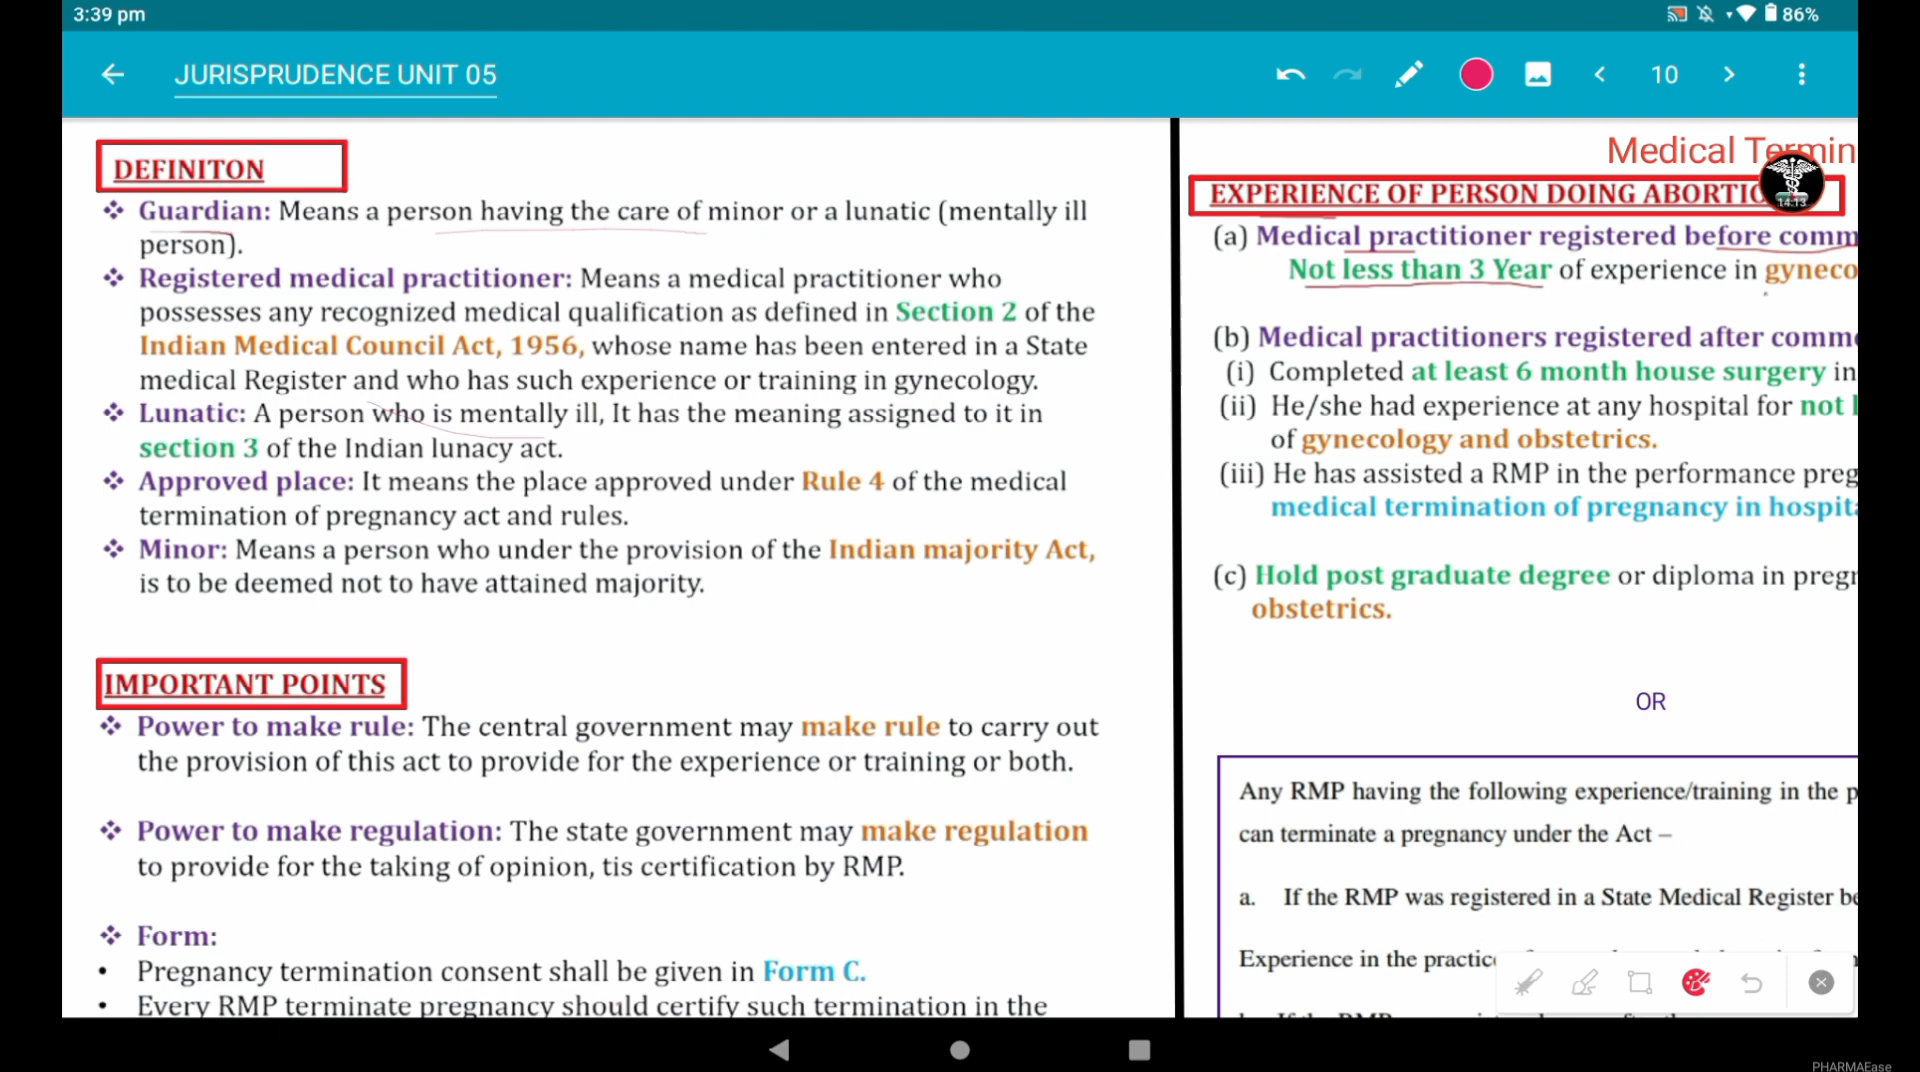 3:39 pm
86%
JURISPRUDENCE UNIT 05
10
DEFINITON
Guardian: Means a person having the care of minor or a lunatic (mentally ill
person).
Registered medical practitioner: Means a medical practitioner who
possesses any recognized medical qualification as defined in Section 2 of the
Indian Medical Council Act, 1956, whose name has been entered in a State
medical Register and who has such experience or training in gynecology.
Lunatic: A person who is mentally ill, It has the meaning assigned to it in
section 3 of the Indian lunacy act.
Approved place: It means the place approved under Rule 4 of the medical
termination of pregnancy act and rules.
Minor: Means a person who under the provision of the Indian majority Act,
is to be deemed not to have attained majority.
IMPORTANT POINTS
Power to make rule: The central government may make rule to carry out
the provision of this act to provide for the experience or training or both.
Power to make regulation: The state government may make regulation
to provide for the taking of opinion, tis certification by RMP.
Form:
• Pregnancy termination consent shall be given in Form C.
• Every RMP terminate pregnancy should certify such termination in the
Medical Termin
14:13
EXPERIENCE OF PERSON DOING ABORTIO
(a) Medical practitioner registered before comm
Not less than 3 Year of experience in gyneco
(b) Medical practitioners registered after comm
(i) Completed at least 6 month house surgery in
(ii) He/she had experience at any hospital for not
of gynecology and obstetrics.
(iii) He has assisted a RMP in the performance preg
medical termination of pregnancy in hospit
(c) Hold post graduate degree or diploma in preg
obstetrics.
OR
Any RMP having the following experience/training in the p
can terminate a pregnancy under the Act –
a. If the RMP was registered in a State Medical Register be
Experience in the practic
PHARMAEase